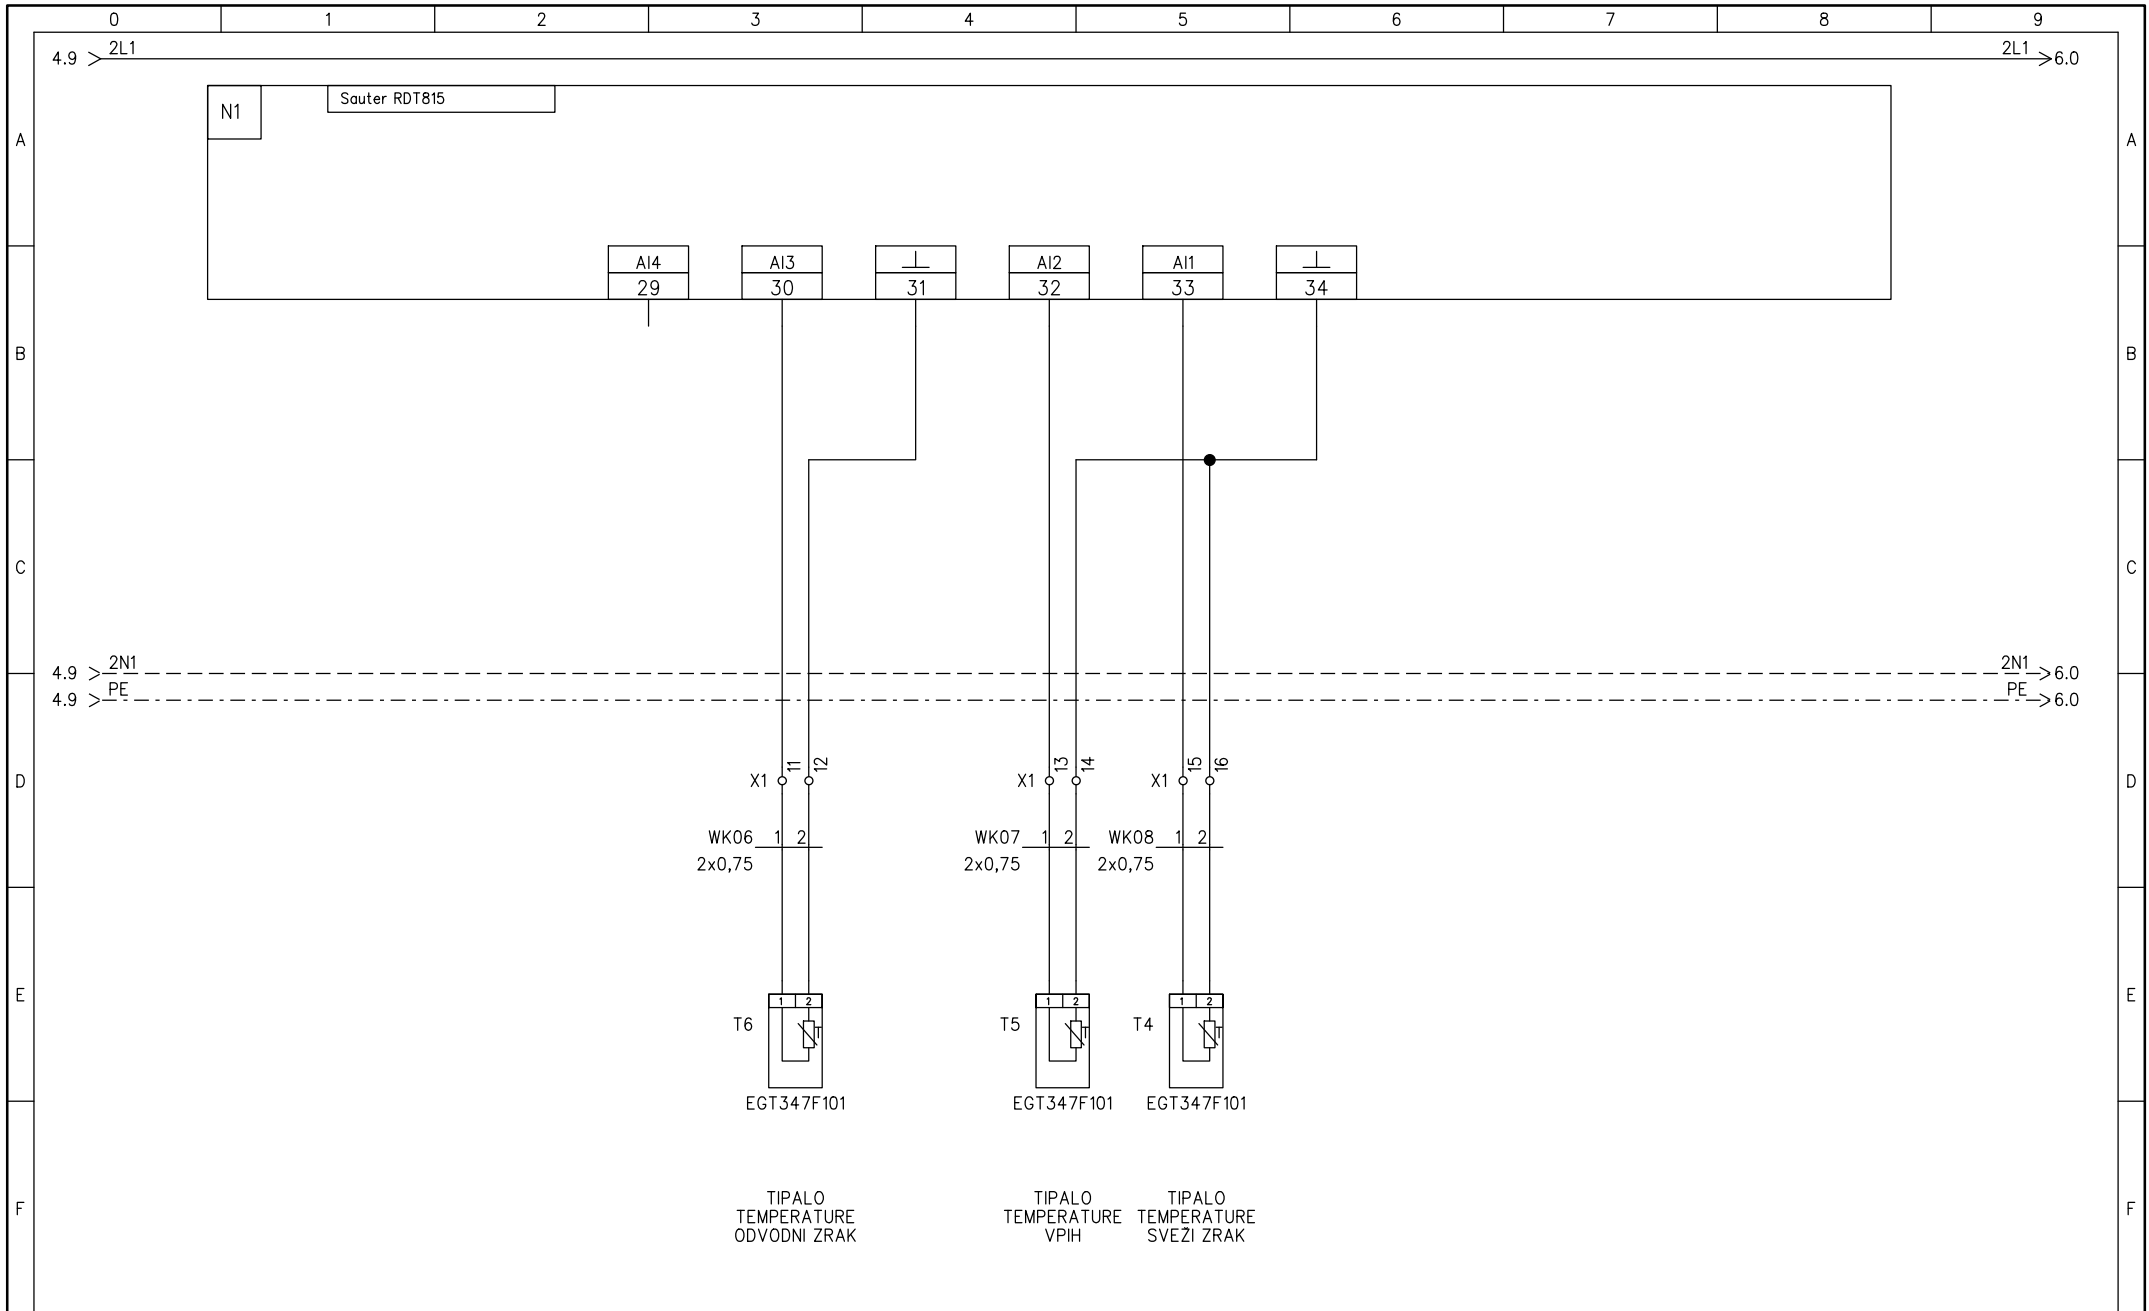 0 1 2 3 4 5 6 7 8 9
2L1 2L1
4.9 6.0
N1 Sauter RDT815
A A
AI4 AI3 AI2 AI1
29 30 31 32 33 34
B B
C C
2N1 2N1
4.9 6.0
PE PE
4.9 6.0
D X1 11 12 X1 13 14 X1 15 16 D
WK06 1 2 WK07 1 2 WK08 1 2
2x0,75 2x0,75 2x0,75
E E
1 2 1 2 1 2
T6 T T5 T T4 T
EGT347F101 EGT347F101 EGT347F101
F F
TIPALO
TEMPERATURE
ODVODNI ZRAK
TIPALO
TEMPERATURE
VPIH
TIPALO
TEMPERATURE
SVEŽI ZRAK